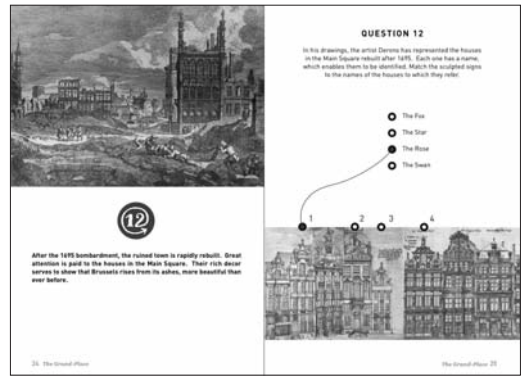 12
After the 1695 bombardment, the ruined town is rapidly rebuilt. Great
attention is paid to the houses in the Main Square. Their rich decor
serves to show that Brussels rises from its ashes, more beautiful than
ever before.
24 The Grand-Place
QUESTION 12
In his drawings, the artist Derons has represented the houses
in the Main Square rebuilt after 1695. Each one has a name,
which enables them to be identified. Match the sculpted signs
to the names of the houses to which they refer.
The Fox
The Star
The Rose
The Swan
1 2 3 4
The Grand-Place 25